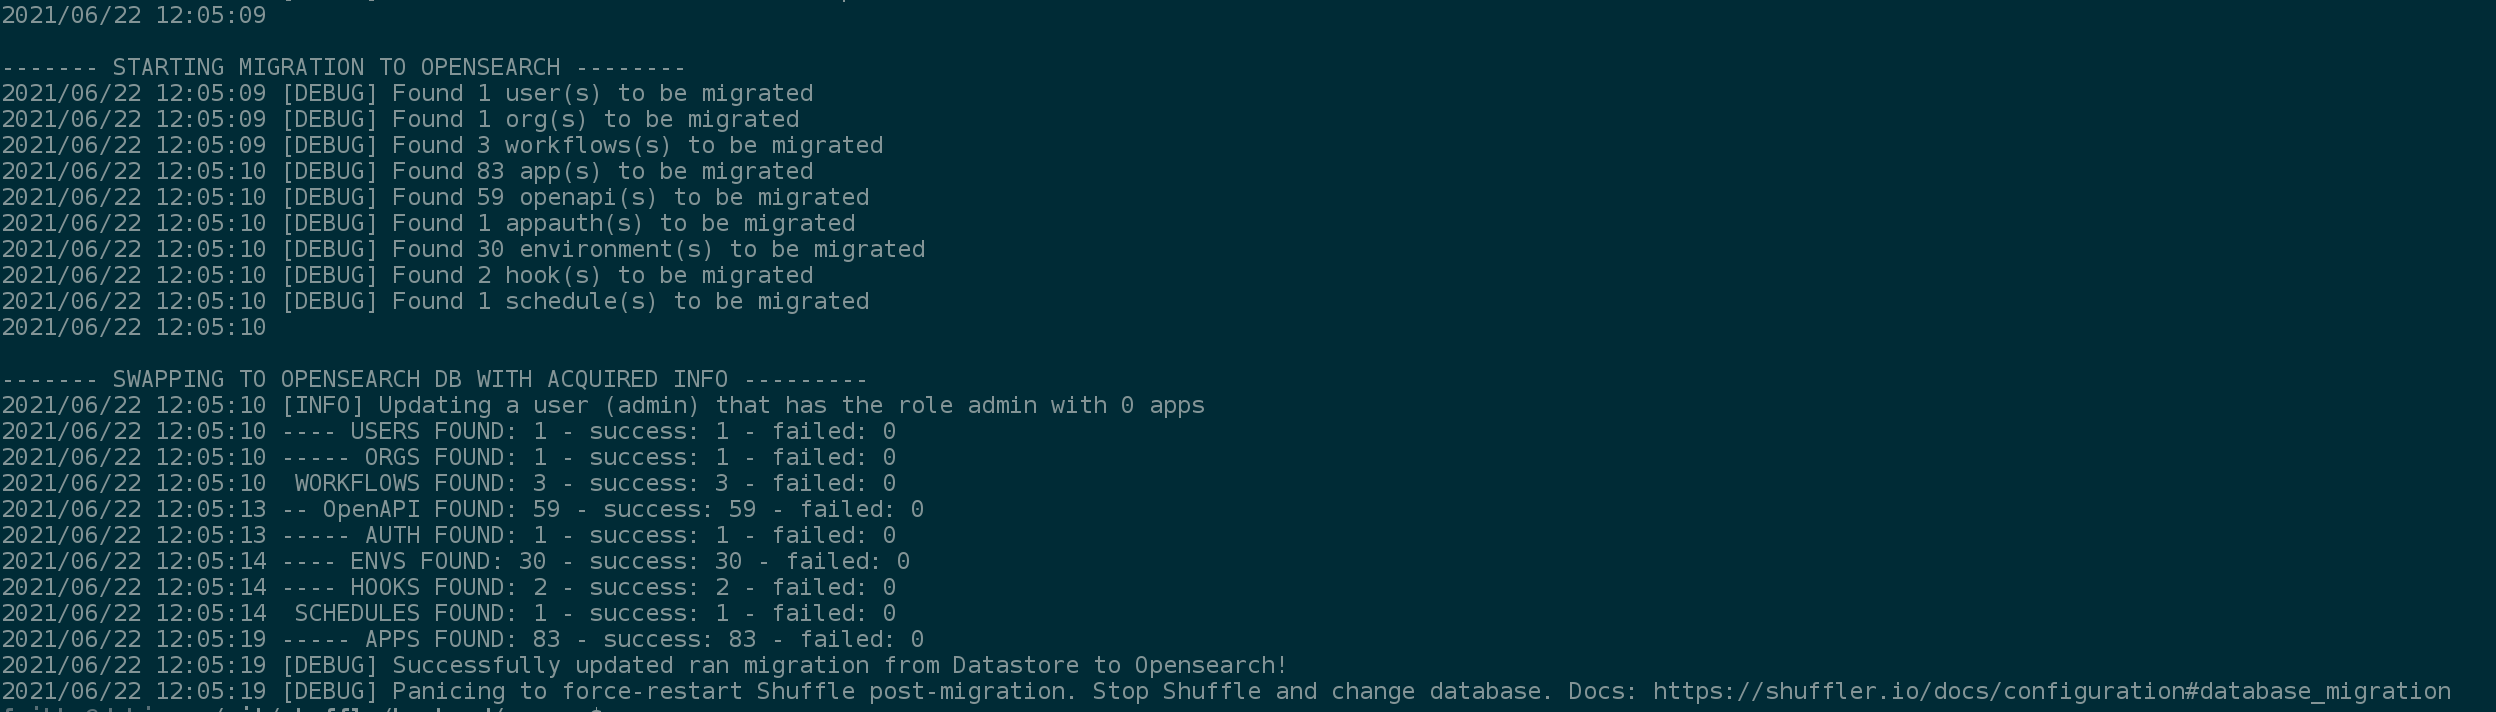 2021/06/22 12:05:09
------- STARTING MIGRATION TO OPENSEARCH --------
2021/06/22 12:05:09 [DEBUG] Found 1 user(s) to be migrated
2021/06/22 12:05:09 [DEBUG] Found 1 org(s) to be migrated
2021/06/22 12:05:09 [DEBUG] Found 3 workflows(s) to be migrated
2021/06/22 12:05:10 [DEBUG] Found 83 app(s) to be migrated
2021/06/22 12:05:10 [DEBUG] Found 59 openapi(s) to be migrated
2021/06/22 12:05:10 [DEBUG] Found 1 appauth(s) to be migrated
2021/06/22 12:05:10 [DEBUG] Found 30 environment(s) to be migrated
2021/06/22 12:05:10 [DEBUG] Found 2 hook(s) to be migrated
2021/06/22 12:05:10 [DEBUG] Found 1 schedule(s) to be migrated
2021/06/22 12:05:10
------- SWAPPING TO OPENSEARCH DB WITH ACQUIRED INFO ---------
2021/06/22 12:05:10 [INFO] Updating a user (admin) that has the role admin with 0 apps
2021/06/22 12:05:10 ---- USERS FOUND: 1 - success: 1 - failed: 0
2021/06/22 12:05:10 ----- ORGS FOUND: 1 - success: 1 - failed: 0
2021/06/22 12:05:10  WORKFLOWS FOUND: 3 - success: 3 - failed: 0
2021/06/22 12:05:13 -- OpenAPI FOUND: 59 - success: 59 - failed: 0
2021/06/22 12:05:13 ----- AUTH FOUND: 1 - success: 1 - failed: 0
2021/06/22 12:05:14 ---- ENVS FOUND: 30 - success: 30 - failed: 0
2021/06/22 12:05:14 ---- HOOKS FOUND: 2 - success: 2 - failed: 0
2021/06/22 12:05:14  SCHEDULES FOUND: 1 - success: 1 - failed: 0
2021/06/22 12:05:19 ----- APPS FOUND: 83 - success: 83 - failed: 0
2021/06/22 12:05:19 [DEBUG] Successfully updated ran migration from Datastore to Opensearch!
2021/06/22 12:05:19 [DEBUG] Panicing to force-restart Shuffle post-migration. Stop Shuffle and change database. Docs: https://shuffler.io/docs/configuration#database_migration